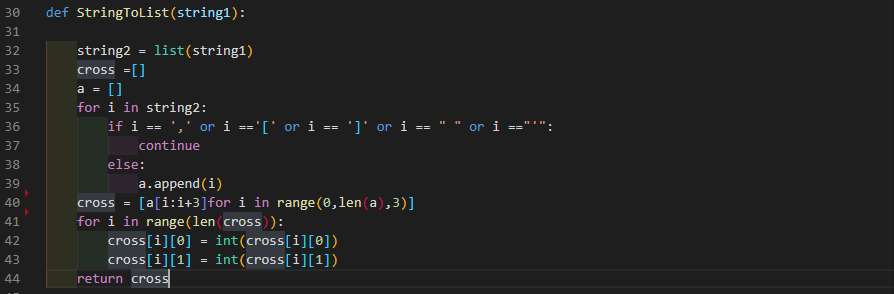 30 def StringToList(string1):
31
32 string2 = list(string1)
33 cross =[]
34 a = []
35 for i in string2:
36 if i == ',' or i =='[' or i == ']' or i == " " or i =="'":
37 continue
38 else:
39 a.append(i)
40 cross = [a[i:i+3]for i in range(0,len(a),3)]
41 for i in range(len(cross)):
42 cross[i][0] = int(cross[i][0])
43 cross[i][1] = int(cross[i][1])
44 return cross